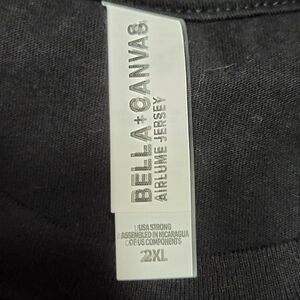 BELLA+CANVAS
AIRLUME JERSEY
USA STRONG
ASSEMBLED IN NICARAGUA
OF US COMPONENTS
2XL